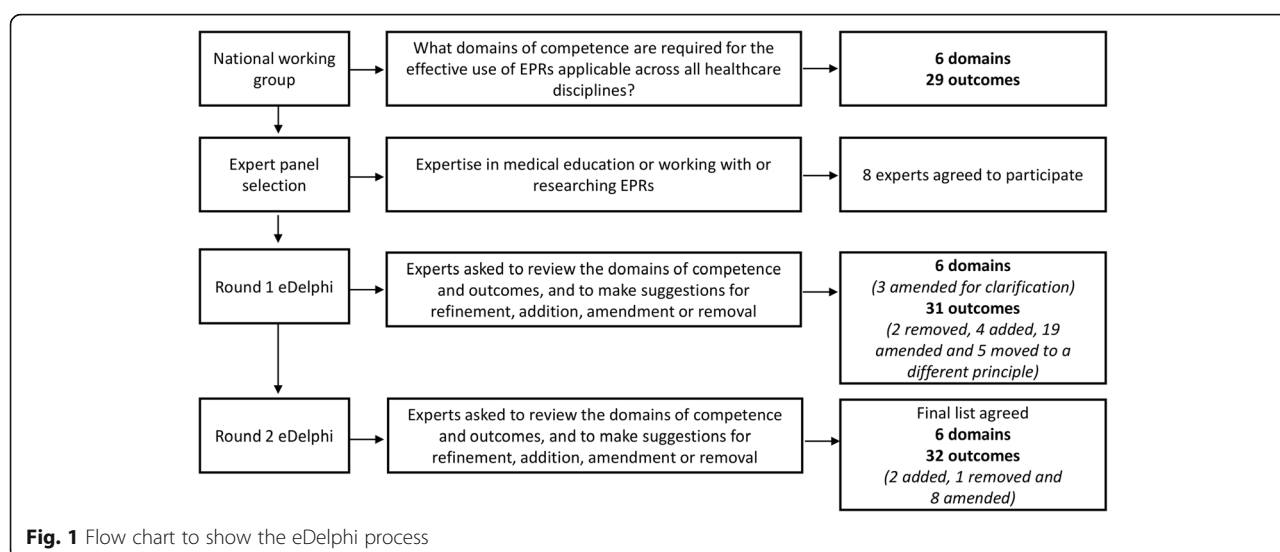 National working
group
What domains of competence are required for the
effective use of EPRs applicable across all healthcare
disciplines?
6 domains
29 outcomes
Expert panel
selection
Expertise in medical education or working with or
researching EPRs
8 experts agreed to participate
Round 1 eDelphi
Experts asked to review the domains of competence
and outcomes, and to make suggestions for
refinement, addition, amendment or removal
6 domains
(3 amended for clarification)
31 outcomes
(2 removed, 4 added, 19
amended and 5 moved to a
different principle)
Round 2 eDelphi
Experts asked to review the domains of competence
and outcomes, and to make suggestions for
refinement, addition, amendment or removal
Final list agreed
6 domains
32 outcomes
(2 added, 1 removed and
8 amended)
Fig. 1 Flow chart to show the eDelphi process